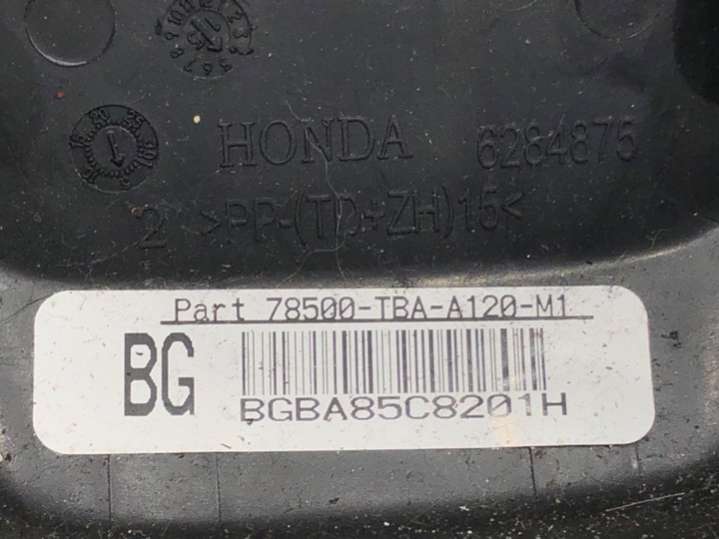 HONDA 6284875
2 >PP-(TD+ZH)15<
Part 78500-TBA-A120-M1
BG
BGBA85C8201H